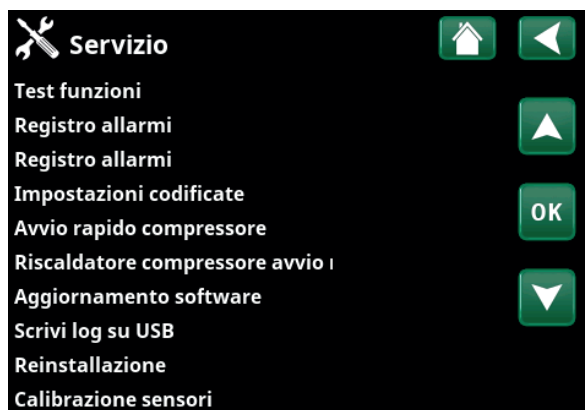 Servizio
Test funzioni
Registro allarmi
Registro allarmi
Impostazioni codificate
Avvio rapido compressore
OK
Riscaldatore compressore avvio
Aggiornamento software
Scrivi log su USB
Reinstallazione
Calibrazione sensori